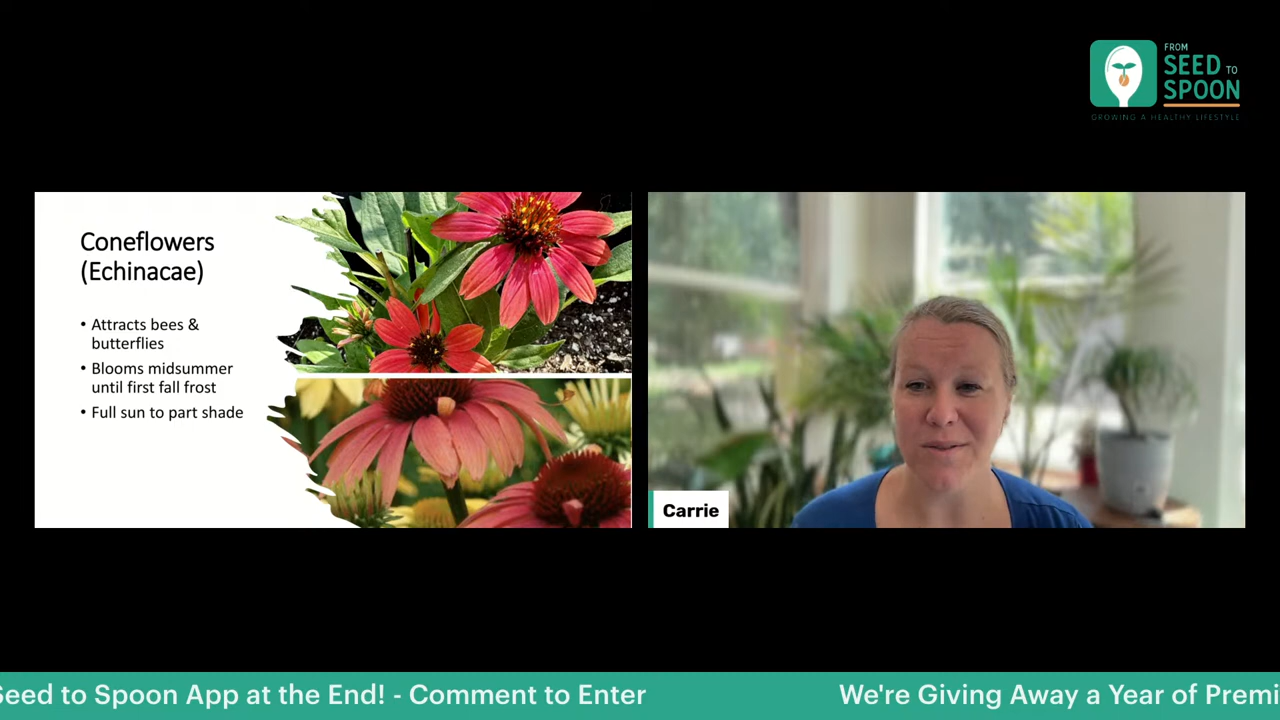 FROM
SEED TO
SPOON
GROWING A HEALTHY LIFESTYLE
Coneflowers
(Echinacae)
• Attracts bees &
butterflies
• Blooms midsummer
until first fall frost
• Full sun to part shade
Carrie
Seed to Spoon App at the End! - Comment to Enter
We're Giving Away a Year of Premi